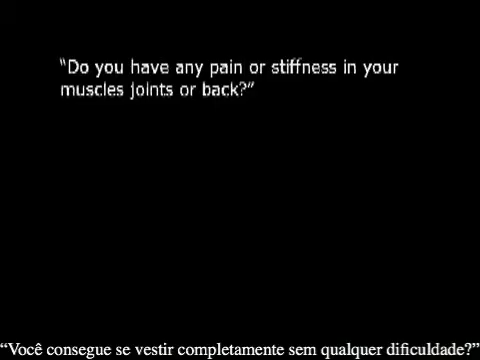 “Do you have any pain or stiffness in your
muscles joints or back?”
“Você consegue se vestir completamente sem qualquer dificuldade?”